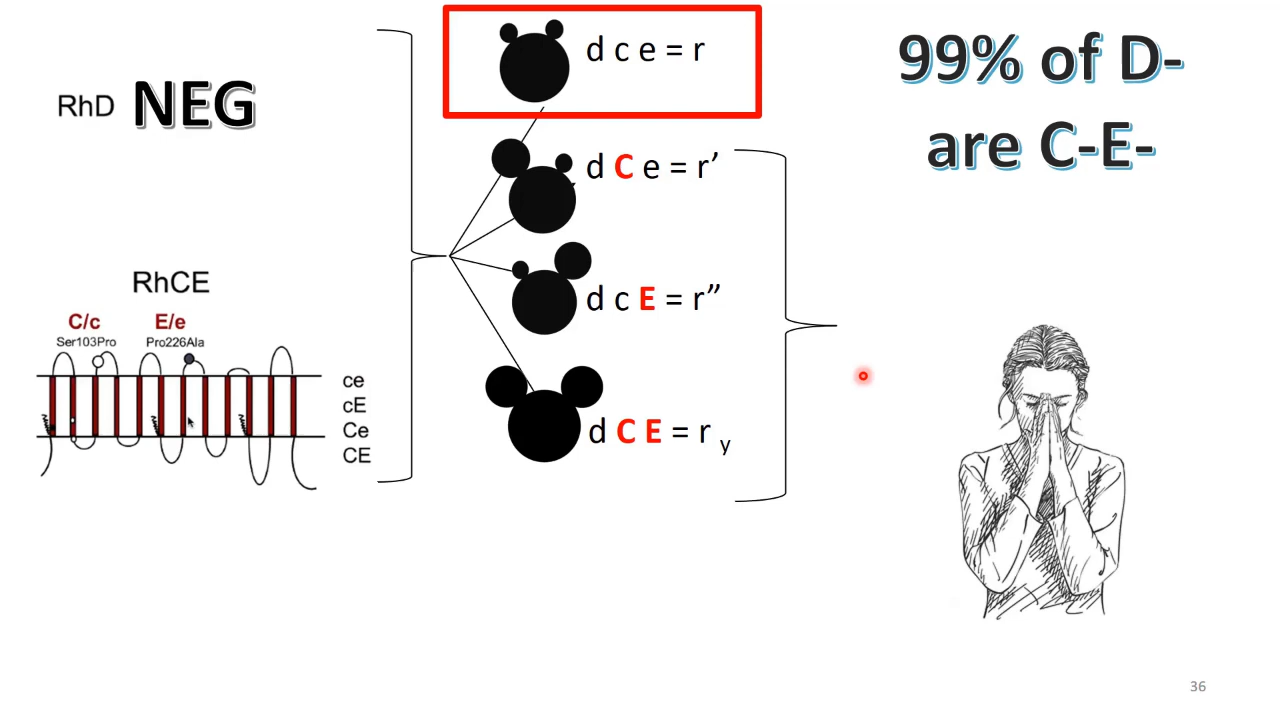 RhD NEG
RhCE
C/c E/e
Ser103Pro Pro226Ala
ce
cE
Ce
CE
d c e = r
d C e = r’
d c E = r”
d C E = r y
99% of D-
are C-E-
36